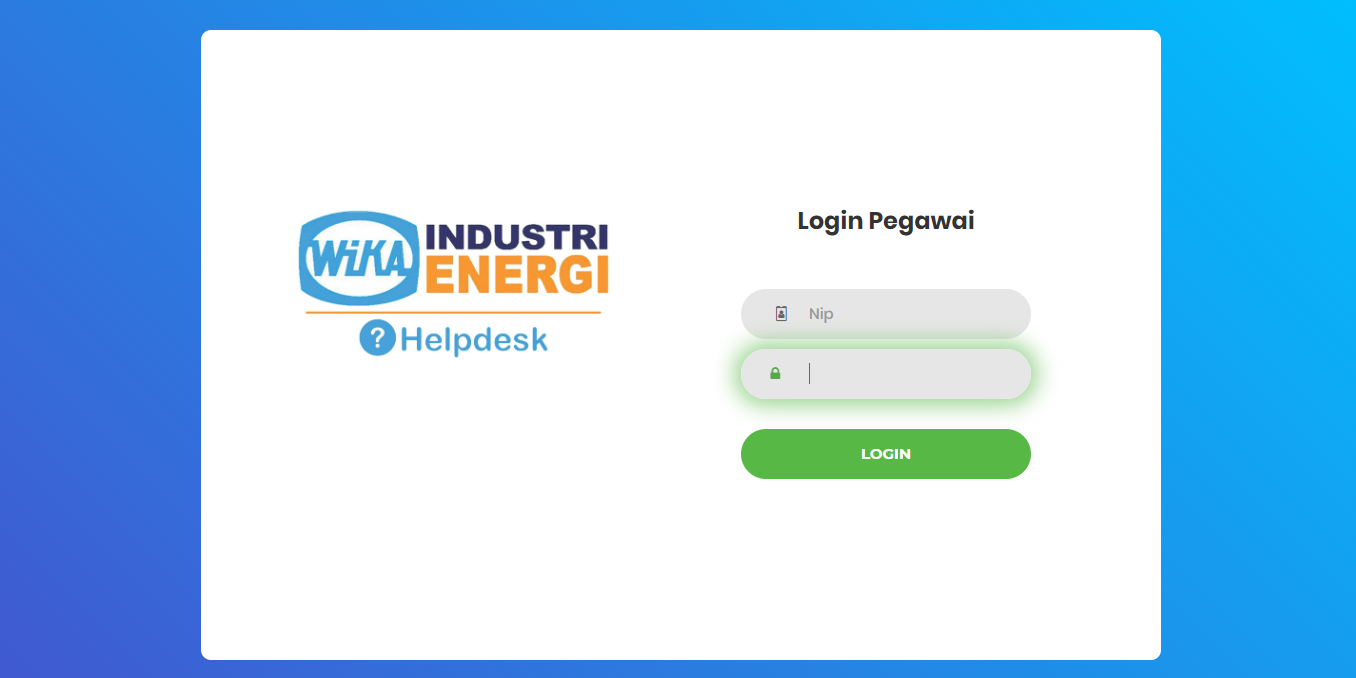 WIKA INDUSTRI
ENERGI
? Helpdesk
Login Pegawai
Nip
LOGIN